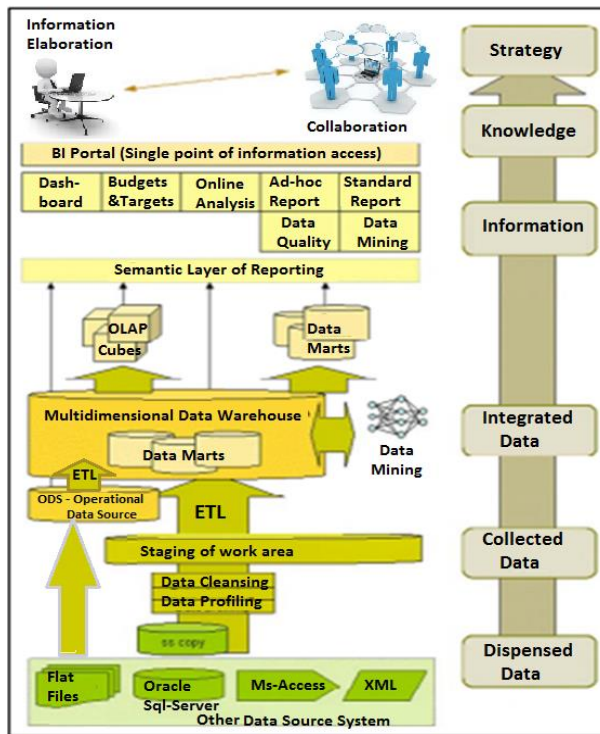 Information
Elaboration
Collaboration
BI Portal (Single point of information access)
Dash-
board
Budgets
&Targets
Online
Analysis
Ad-hoc
Report
Standard
Report
Data
Quality
Data
Mining
Semantic Layer of Reporting
OLAP
Cubes
Data
Marts
Multidimensional Data Warehouse
Data Marts
Data
Mining
ETL
ODS - Operational
Data Source
ETL
Staging of work area
Data Cleansing
Data Profiling
ss copy
Flat
Files
Oracle
Sql-Server
Ms-Access
XML
Other Data Source System
Strategy
Knowledge
Information
Integrated
Data
Collected
Data
Dispensed
Data